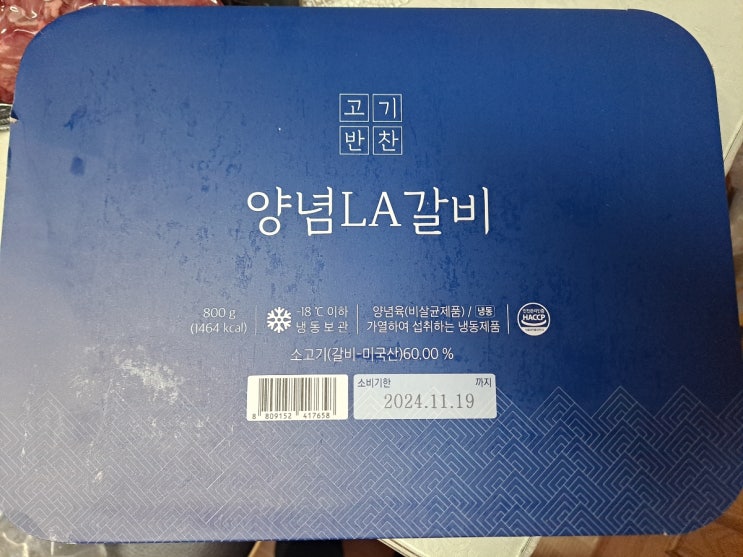 고기
반찬
양념LA갈비
800 g
(1464 kcal)
-18 ℃ 이하
냉동보관
양념육(비살균제품) / 냉동
가열하여 섭취하는 냉동제품
HACCP
소고기(갈비-미국산)60.00 %
8 809152 417658
소비기한 까지
2024.11.19